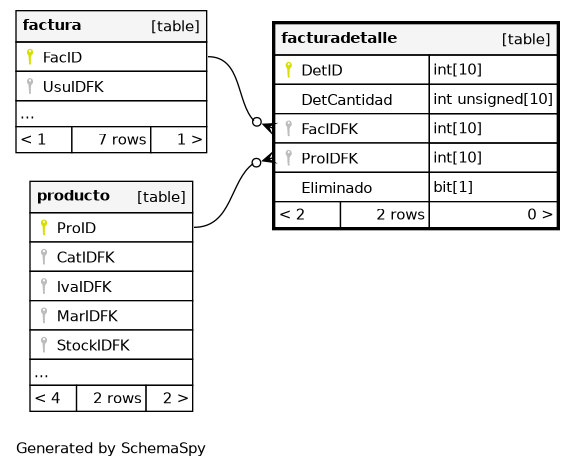 factura [table]
FacID
UsuIDFK
...
< 1 7 rows 1 >
facturadetalle [table]
DetID int[10]
DetCantidad int unsigned[10]
FacIDFK int[10]
ProIDFK int[10]
Eliminado bit[1]
< 2 2 rows 0 >
producto [table]
ProID
CatIDFK
IvaIDFK
MarIDFK
StockIDFK
...
< 4 2 rows 2 >
Generated by SchemaSpy